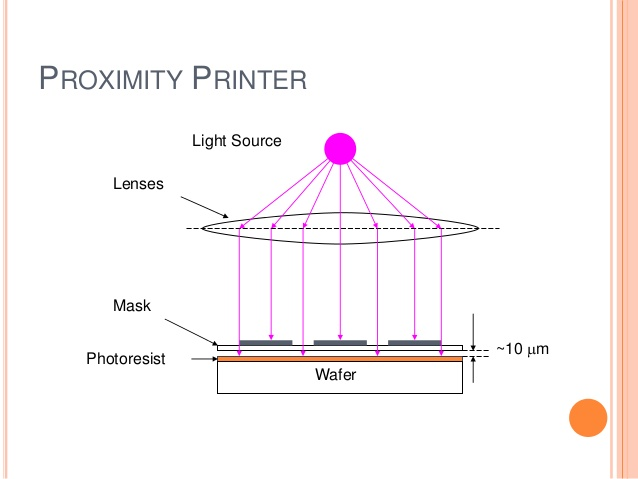 PROXIMITY PRINTER
Light Source
Lenses
Mask
~10 μm
Photoresist
Wafer